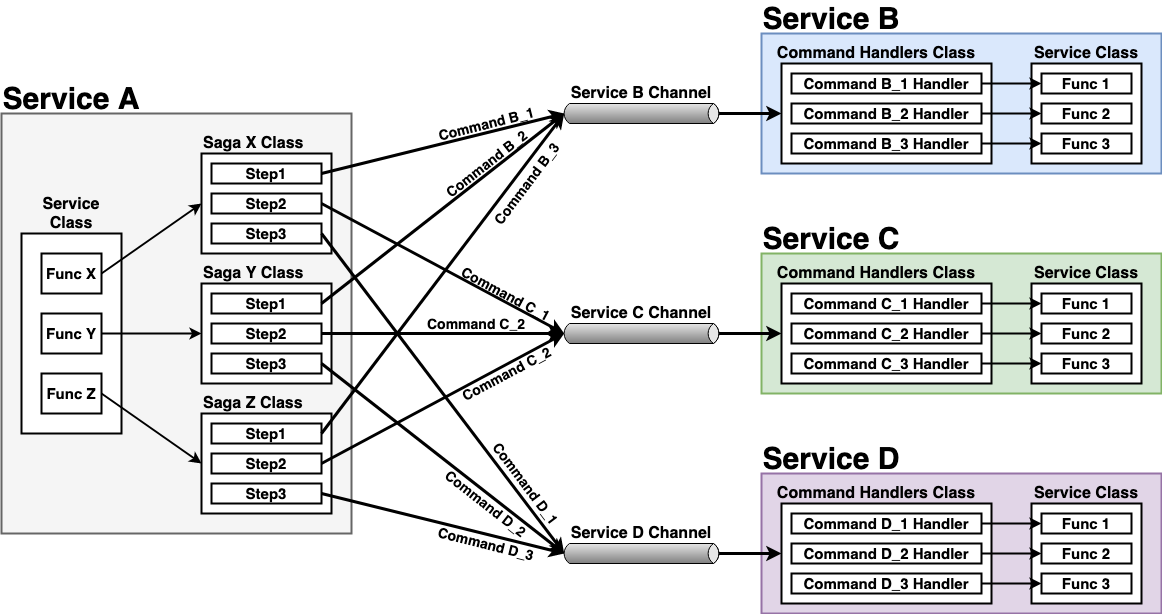 Service A
Service
Class
Func X
Func Y
Func Z
Saga X Class
Step1
Step2
Step3
Saga Y Class
Step1
Step2
Step3
Saga Z Class
Step1
Step2
Step3
Command B_1
Command B_2
Command B_3
Command C_1
Command C_2
Command C_2
Command D_1
Command D_2
Command D_3
Service B Channel
Service C Channel
Service D Channel
Service B
Command Handlers Class
Service Class
Command B_1 Handler
Func 1
Command B_2 Handler
Func 2
Command B_3 Handler
Func 3
Service C
Command Handlers Class
Service Class
Command C_1 Handler
Func 1
Command C_2 Handler
Func 2
Command C_3 Handler
Func 3
Service D
Command Handlers Class
Service Class
Command D_1 Handler
Func 1
Command D_2 Handler
Func 2
Command D_3 Handler
Func 3